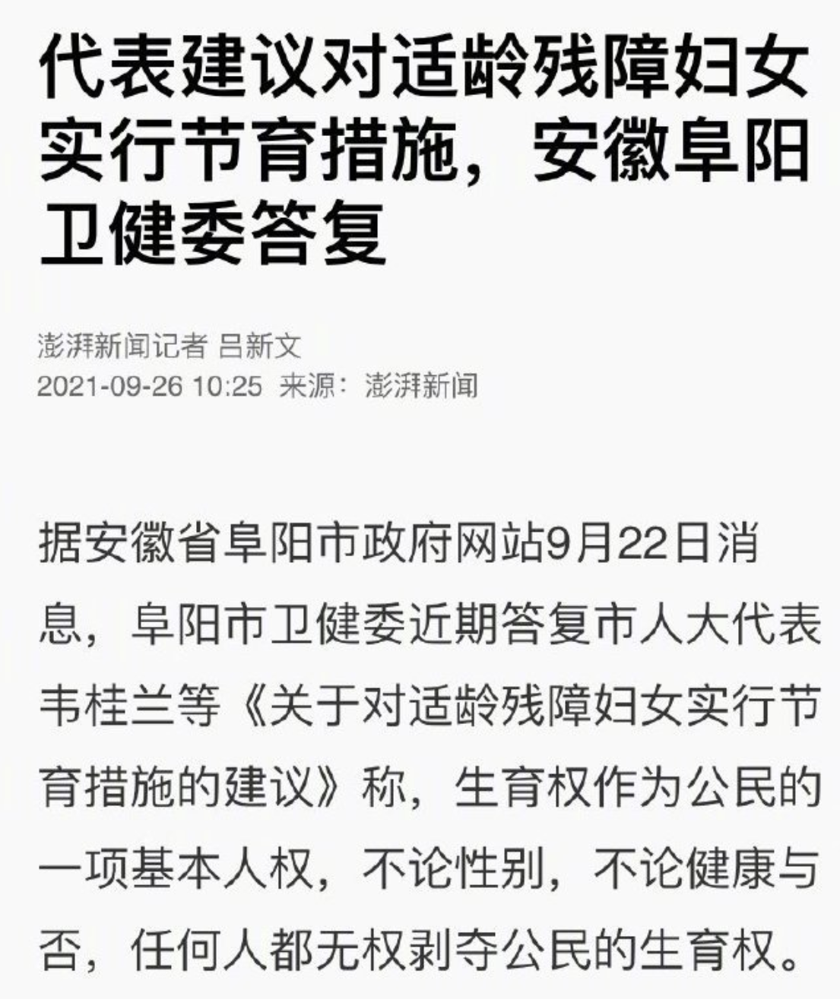 代表建议对适龄残障妇女
实行节育措施，安徽阜阳
卫健委答复
澎湃新闻记者 吕新文
2021-09-26 10:25 来源：澎湃新闻
据安徽省阜阳市政府网站9月22日消
息，阜阳市卫健委近期答复市人大代表
韦桂兰等《关于对适龄残障妇女实行节
育措施的建议》称，生育权作为公民的
一项基本人权，不论性别，不论健康与
否，任何人都无权剥夺公民的生育权。